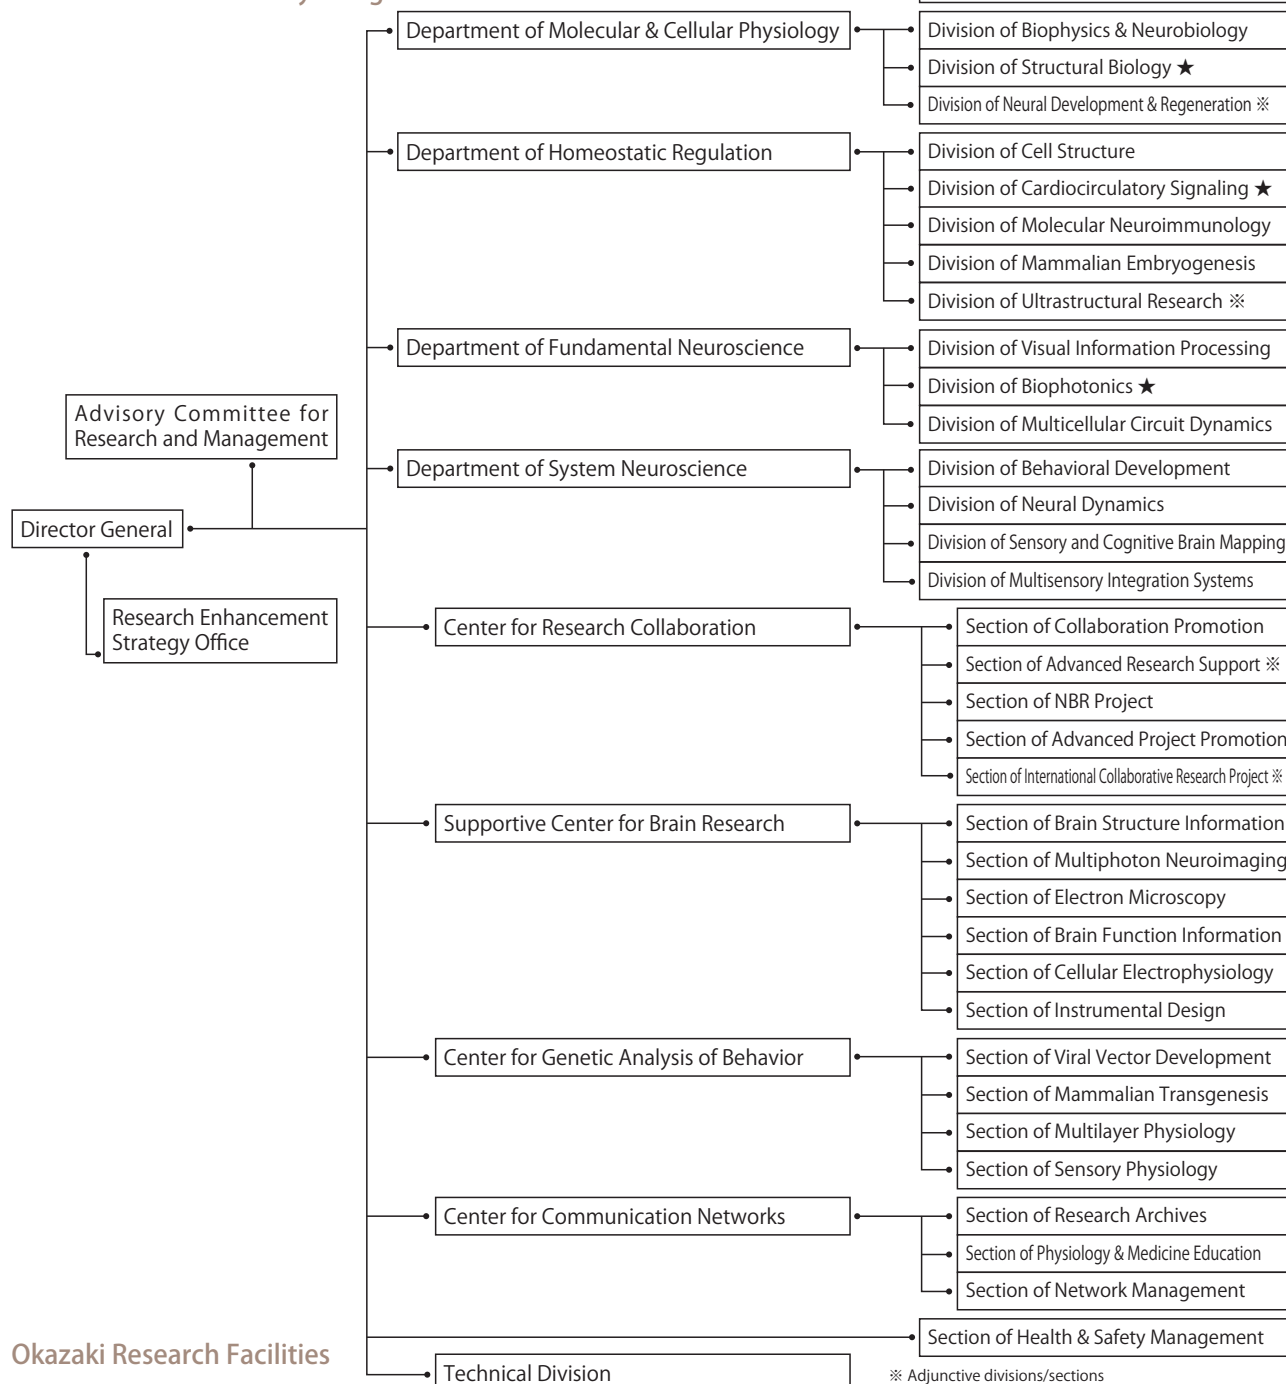 Department of Molecular & Cellular Physiology
Division of Biophysics & Neurobiology
Division of Structural Biology ★
Division of Neural Development & Regeneration ※
Department of Homeostatic Regulation
Division of Cell Structure
Division of Cardiocirculatory Signaling ★
Division of Molecular Neuroimmunology
Division of Mammalian Embryogenesis
Division of Ultrastructural Research ※
Department of Fundamental Neuroscience
Division of Visual Information Processing
Division of Biophotonics ★
Division of Multicellular Circuit Dynamics
Advisory Committee for
Research and Management
Department of System Neuroscience
Division of Behavioral Development
Division of Neural Dynamics
Division of Sensory and Cognitive Brain Mapping
Division of Multisensory Integration Systems
Director General
Research Enhancement
Strategy Office
Center for Research Collaboration
Section of Collaboration Promotion
Section of Advanced Research Support ※
Section of NBR Project
Section of Advanced Project Promotion
Section of International Collaborative Research Project ※
Supportive Center for Brain Research
Section of Brain Structure Information
Section of Multiphoton Neuroimaging
Section of Electron Microscopy
Section of Brain Function Information
Section of Cellular Electrophysiology
Section of Instrumental Design
Center for Genetic Analysis of Behavior
Section of Viral Vector Development
Section of Mammalian Transgenesis
Section of Multilayer Physiology
Section of Sensory Physiology
Center for Communication Networks
Section of Research Archives
Section of Physiology & Medicine Education
Section of Network Management
Section of Health & Safety Management
Okazaki Research Facilities
Technical Division
※ Adjunctive divisions/sections